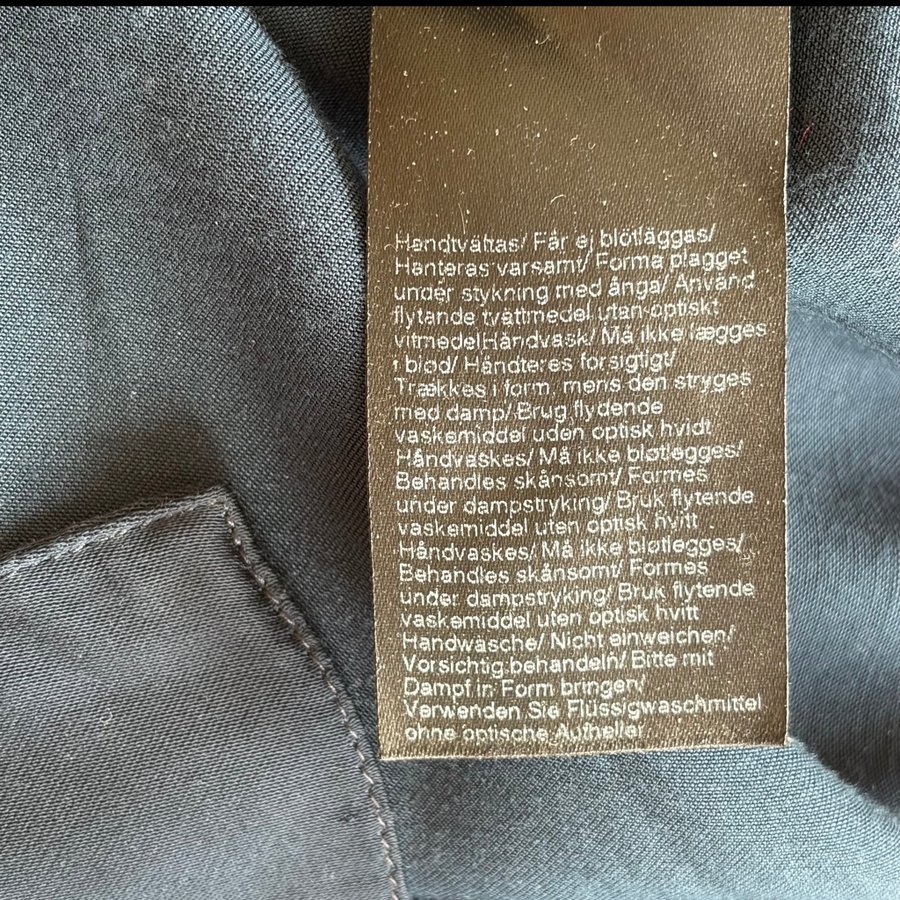 Handtvättas/ Får ej blötläggas/
Hanteras varsamt/ Forma plagget
under stykning med ånga/ Använd
flytande tvättmedel utan optiskt
vitmedelHåndvask/ Må ikke lægges
i blød/ Håndteres forsigtigt/
Trækkes i form, mens den stryges
med damp/ Brug flydende
vaskemiddel uden optisk hvidt
Håndvaskes/ Må ikke bløtlegges/
Behandles skånsomt/ Formes
under dampstryking/ Bruk flytende
vaskemiddel uten optisk hvitt
Håndvaskes/ Må ikke bløtlegges/
Behandles skånsomt/ Formes
under dampstryking/ Bruk flytende
vaskemiddel uten optisk hvitt
Handwäsche/ Nicht einweichen/
Vorsichtig behandeln/ Bitte mit
Dampf in Form bringen/
Verwenden Sie Flüssigwaschmittel
ohne optische Aufheller